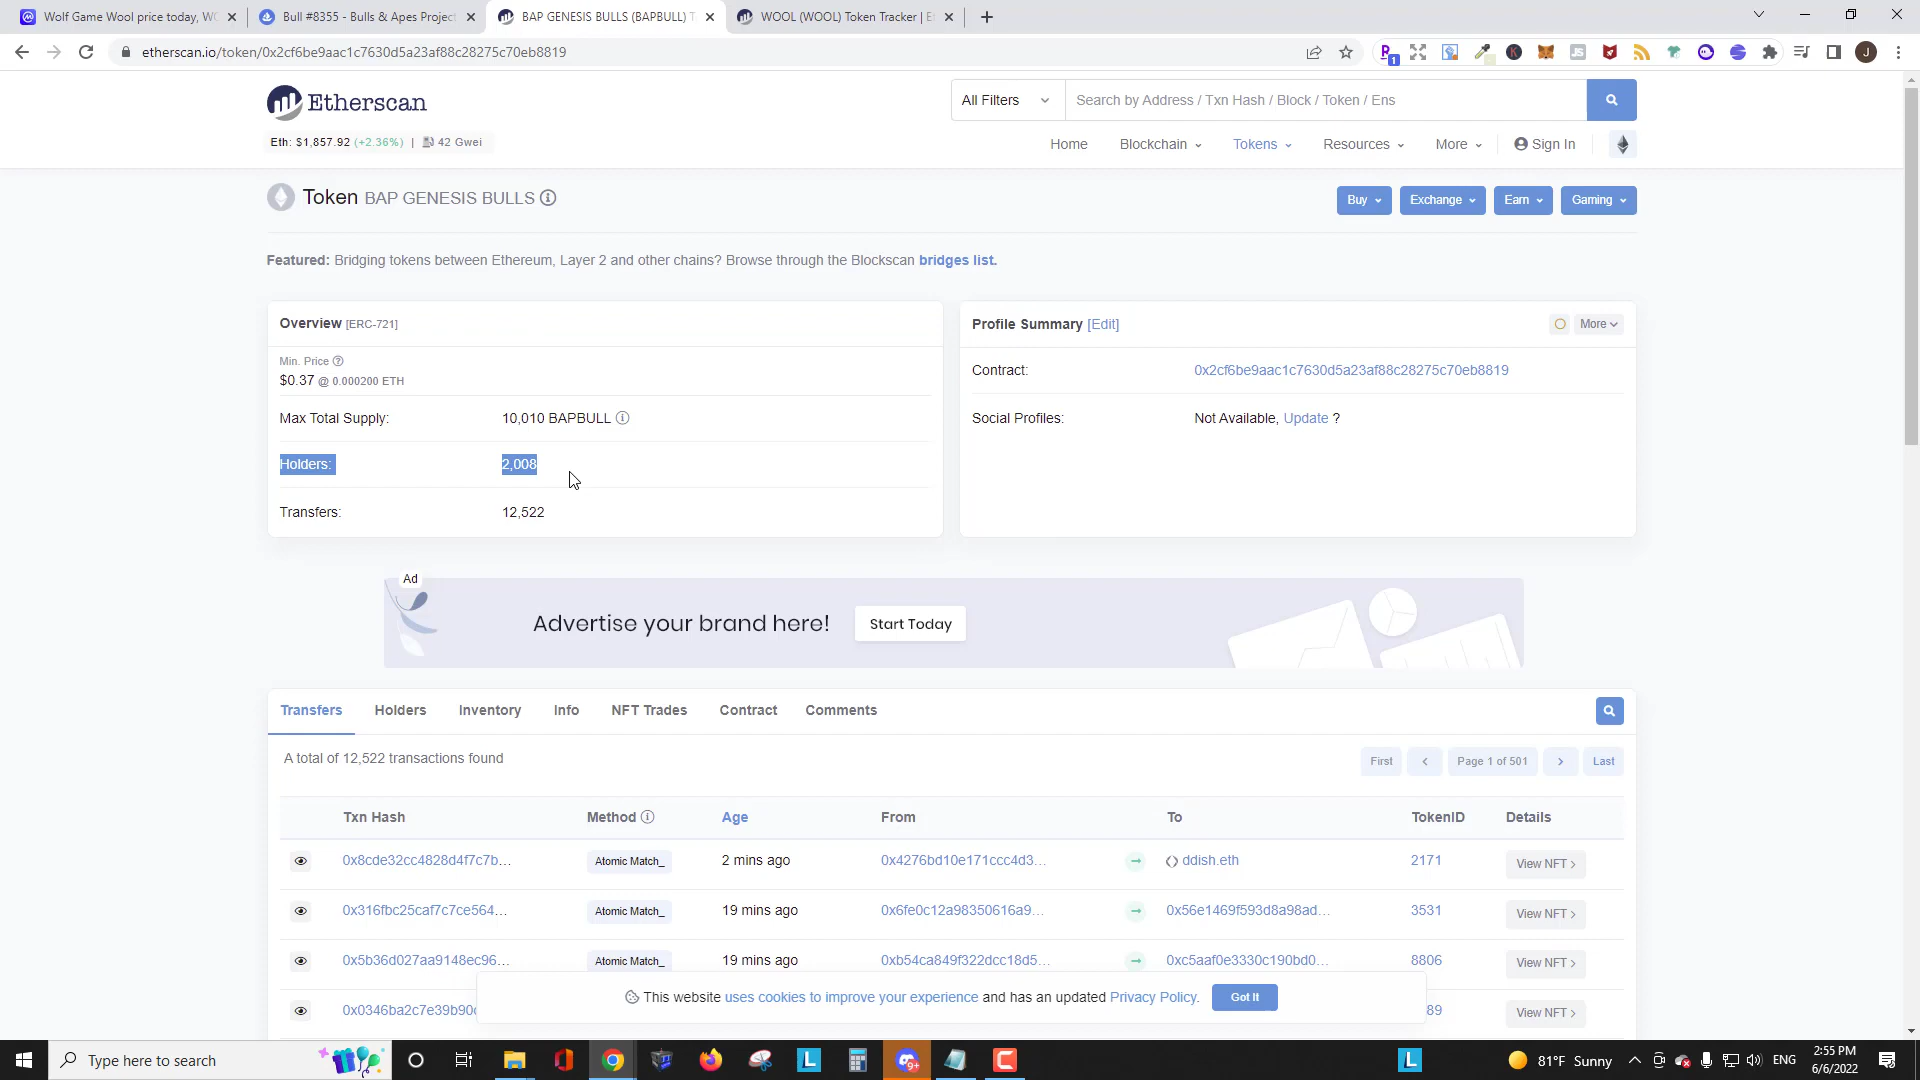 Wolf Game Wool price today, WO
Bull #8355 - Bulls & Apes Project
BAP GENESIS BULLS (BAPBULL) T
WOOL (WOOL) Token Tracker | E
etherscan.io/token/0x2cf6be9aac1c7630d5a23af88c28275c70eb8819
Etherscan
All Filters
Search by Address / Txn Hash / Block / Token / Ens
Eth: $1,857.92 (+2.36%) | 42 Gwei
Home
Blockchain
Tokens
Resources
More
Sign In
Token BAP GENESIS BULLS
Buy
Exchange
Earn
Gaming
Featured: Bridging tokens between Ethereum, Layer 2 and other chains? Browse through the Blockscan bridges list.
Overview [ERC-721]
Min. Price
$0.37 @ 0.000200 ETH
Max Total Supply: 10,010 BAPBULL
Holders: 2,008
Transfers: 12,522
Profile Summary [Edit]
More
Contract: 0x2cf6be9aac1c7630d5a23af88c28275c70eb8819
Social Profiles: Not Available, Update ?
Ad
Advertise your brand here!
Start Today
Transfers
Holders
Inventory
Info
NFT Trades
Contract
Comments
A total of 12,522 transactions found
First
Page 1 of 501
Last
Txn Hash Method Age From To TokenID Details
0x8cde32cc4828d4f7c7b... Atomic Match_ 2 mins ago 0x4276bd10e171ccc4d3... ddish.eth 2171 View NFT >
0x316fbc25caf7c7ce564... Atomic Match_ 19 mins ago 0x6fe0c12a98350616a9... 0x56e1469f593d8a98ad... 3531 View NFT >
0x5b36d027aa9148ec96... Atomic Match_ 19 mins ago 0xb54ca849f322dcc18d5... 0xc5aaf0e3330c190bd0... 8806 View NFT >
0x0346ba2c7e39b90c 89 View NFT >
This website uses cookies to improve your experience and has an updated Privacy Policy.
Got It
Type here to search
9+
81°F Sunny
ENG
2:55 PM
6/6/2022